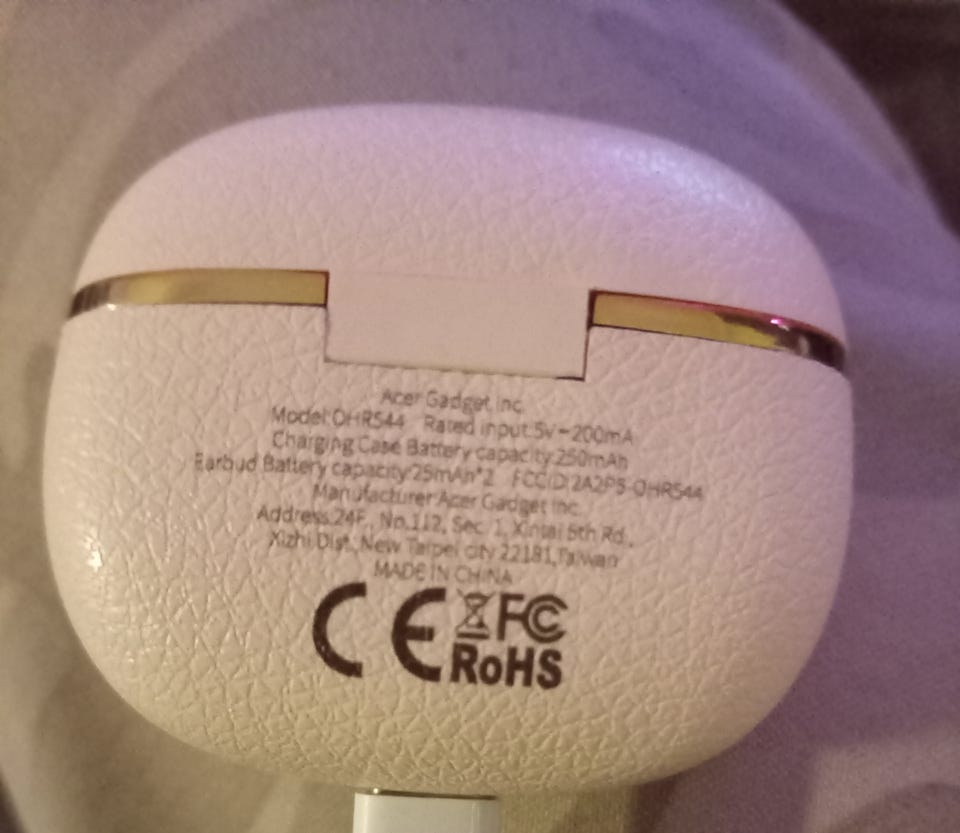 Acer Gadget Inc.
Model:OHR544 Rated input:5V⎓200mA
Charging Case Battery capacity:250mAh
Earbud Battery capacity:25mAh*2 FCC ID:2A2P5-OHR544
Manufacturer:Acer Gadget Inc.
Address:24F., No.112, Sec. 1, Xintai 5th Rd.,
Xizhi Dist., New Taipei city 22181,Taiwan
MADE IN CHINA
CE FC
RoHS